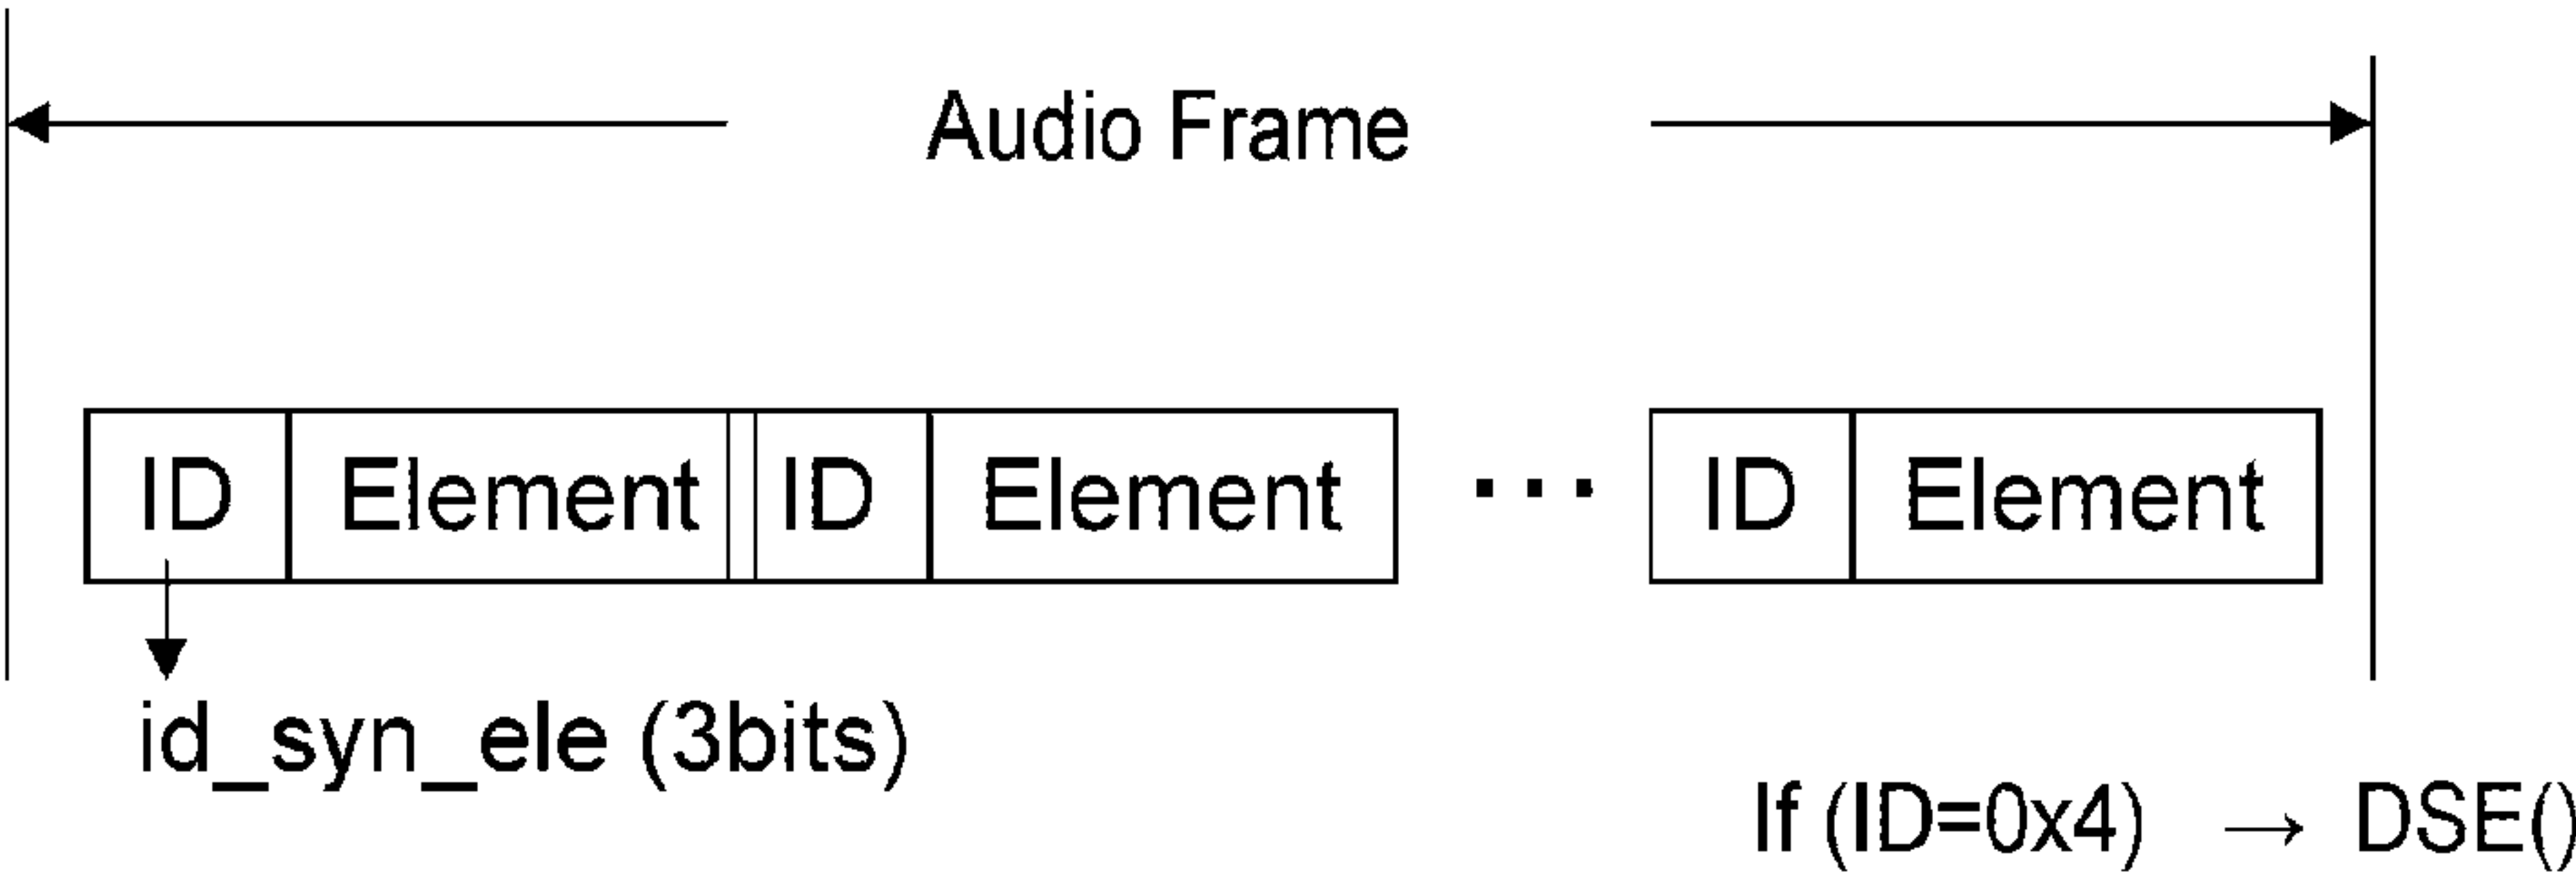 Audio Frame
ID Element ID Element ... ID Element
id_syn_ele (3bits)
If (ID=0x4) → DSE()